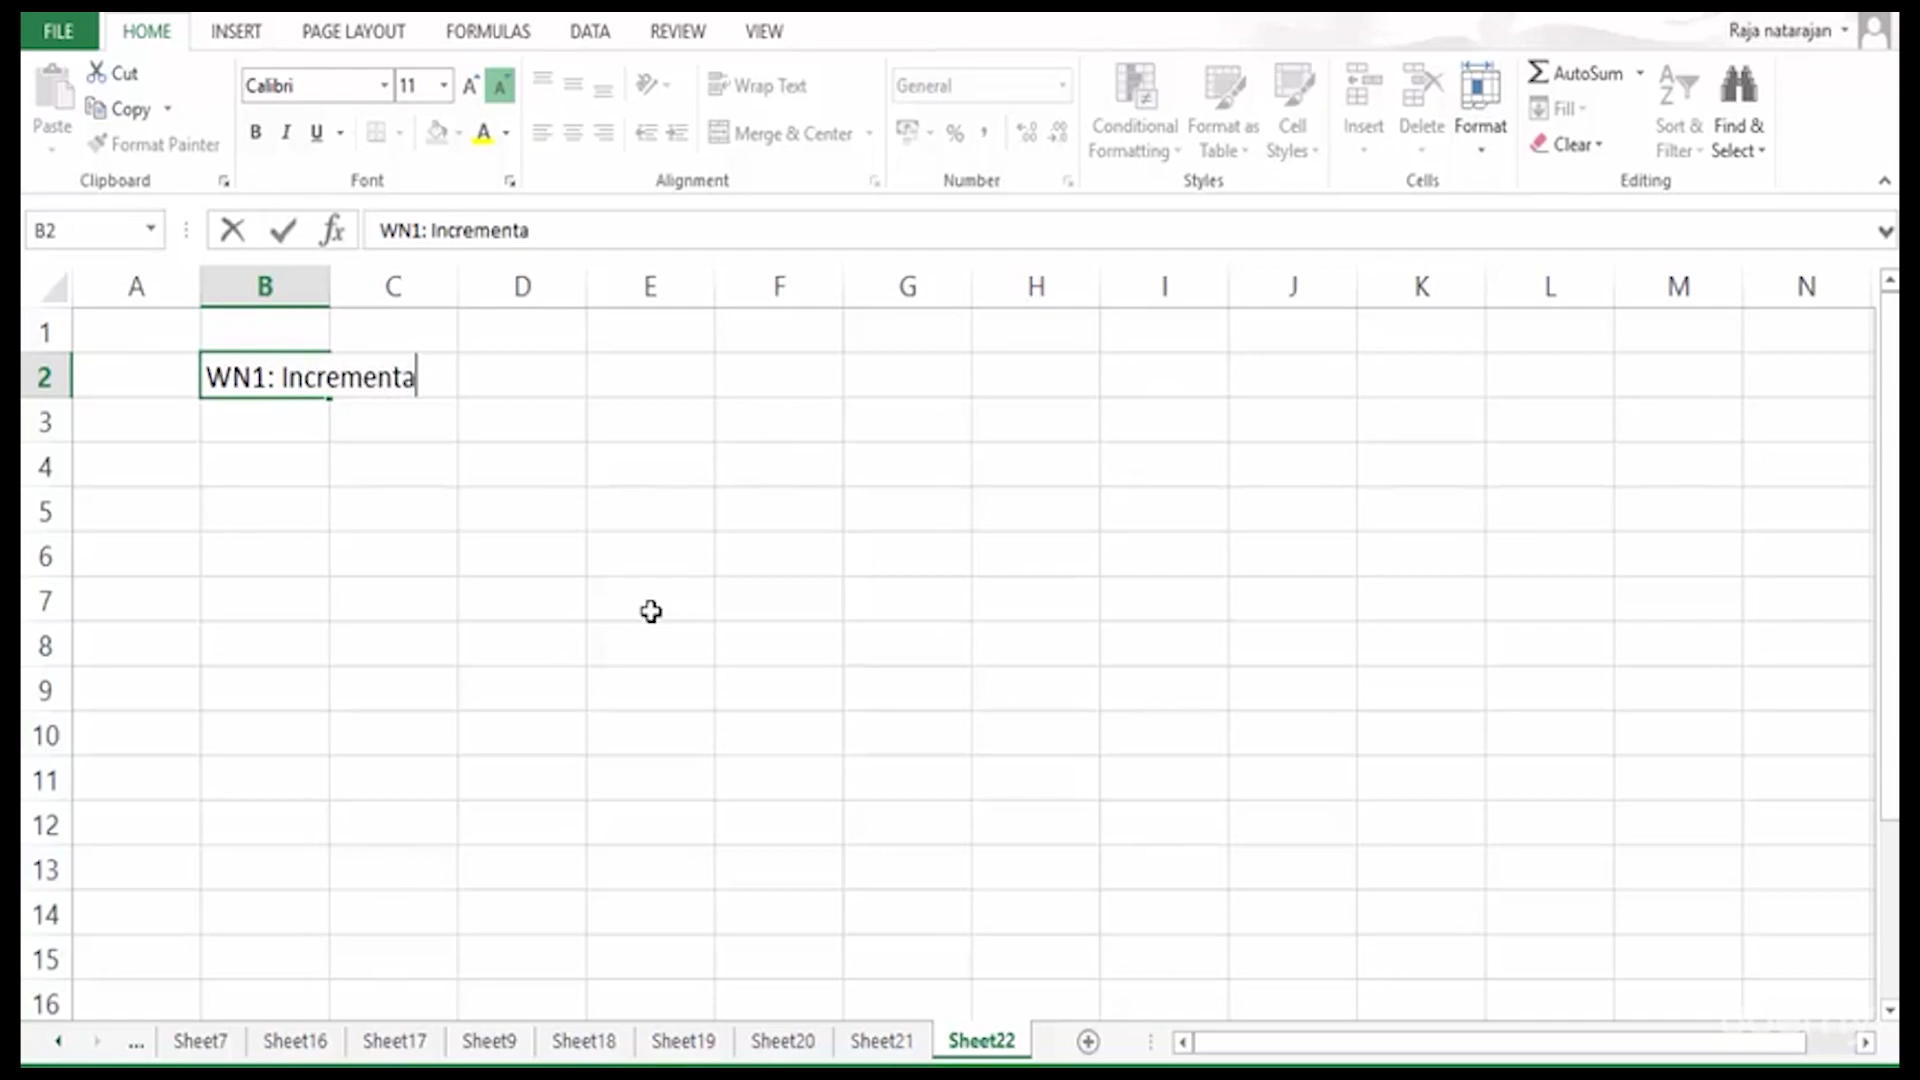 FILE HOME INSERT PAGE LAYOUT FORMULAS DATA REVIEW VIEW Raja natarajan
Paste Cut Copy Format Painter Clipboard
Calibri 11 A A B I U A Font
Wrap Text Merge & Center Alignment
General % , Number
Conditional Formatting Format as Table Cell Styles Styles
Insert Delete Format Cells
AutoSum Fill Clear Sort & Filter Find & Select Editing
B2 fx WN1: Incrementa
A B C D E F G H I J K L M N
1
2 WN1: Incrementa
3
4
5
6
7
8
9
10
11
12
13
14
15
16
... Sheet7 Sheet16 Sheet17 Sheet9 Sheet18 Sheet19 Sheet20 Sheet21 Sheet22